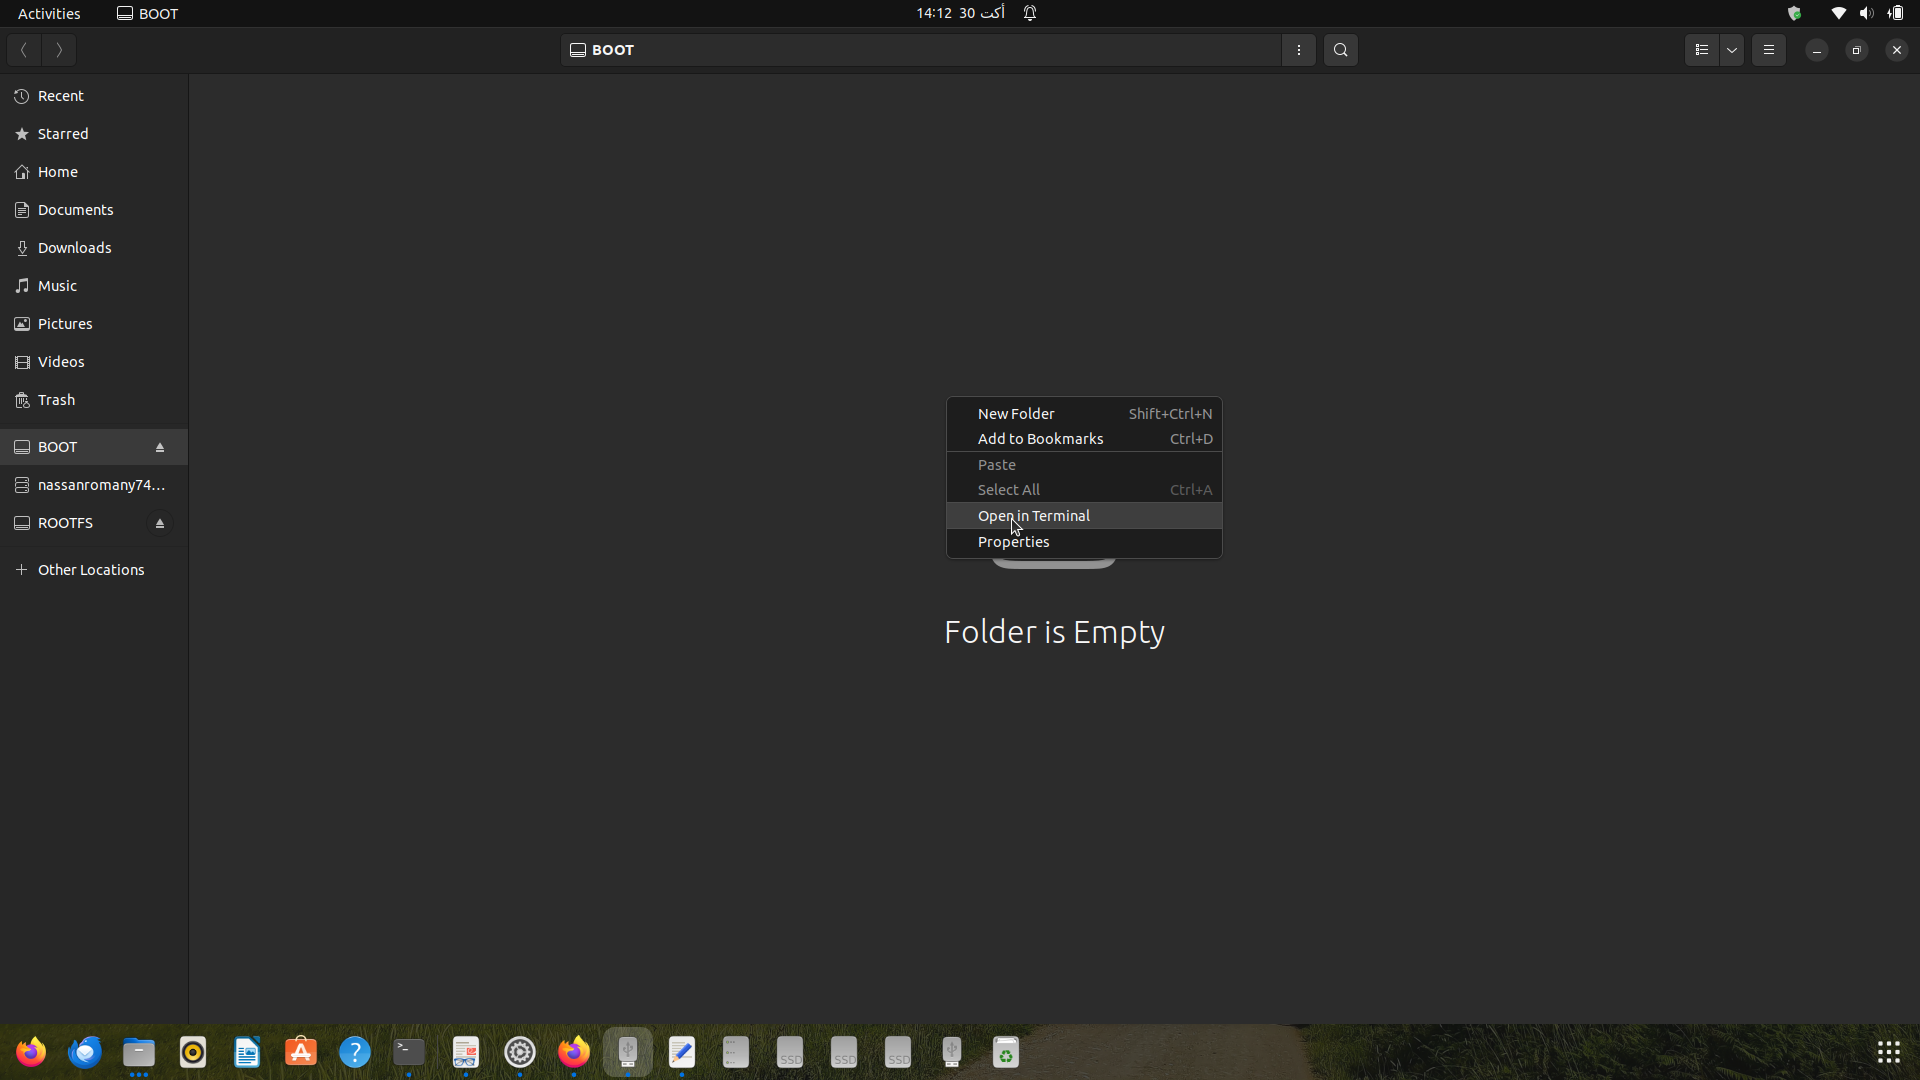 Activities
BOOT
14:12 30 أكت
BOOT
Recent
Starred
Home
Documents
Downloads
Music
Pictures
Videos
Trash
BOOT
nassanromany74...
ROOTFS
Other Locations
New Folder Shift+Ctrl+N
Add to Bookmarks Ctrl+D
Paste
Select All Ctrl+A
Open in Terminal
Properties
Folder is Empty
SSD
SSD
SSD